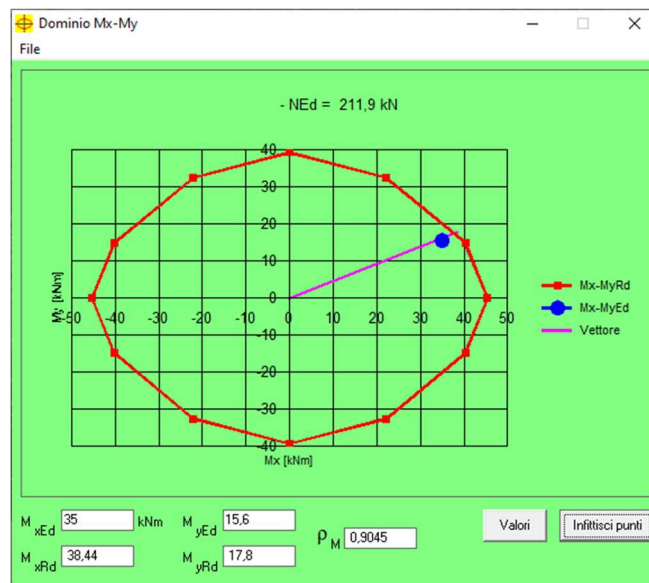 Dominio Mx-My
File
- NEd = 211,9 kN
40
30
20
10
0
-10
-20
-30
-40
-50 -40 -30 -20 -10 0 10 20 30 40 50
My [kNm]
Mx [kNm]
Mx-MyRd
Mx-MyEd
Vettore
M xEd 35 kNm M yEd 15,6
M xRd 38,44 M yRd 17,8
ρ M 0,9045
Valori Infittisci punti